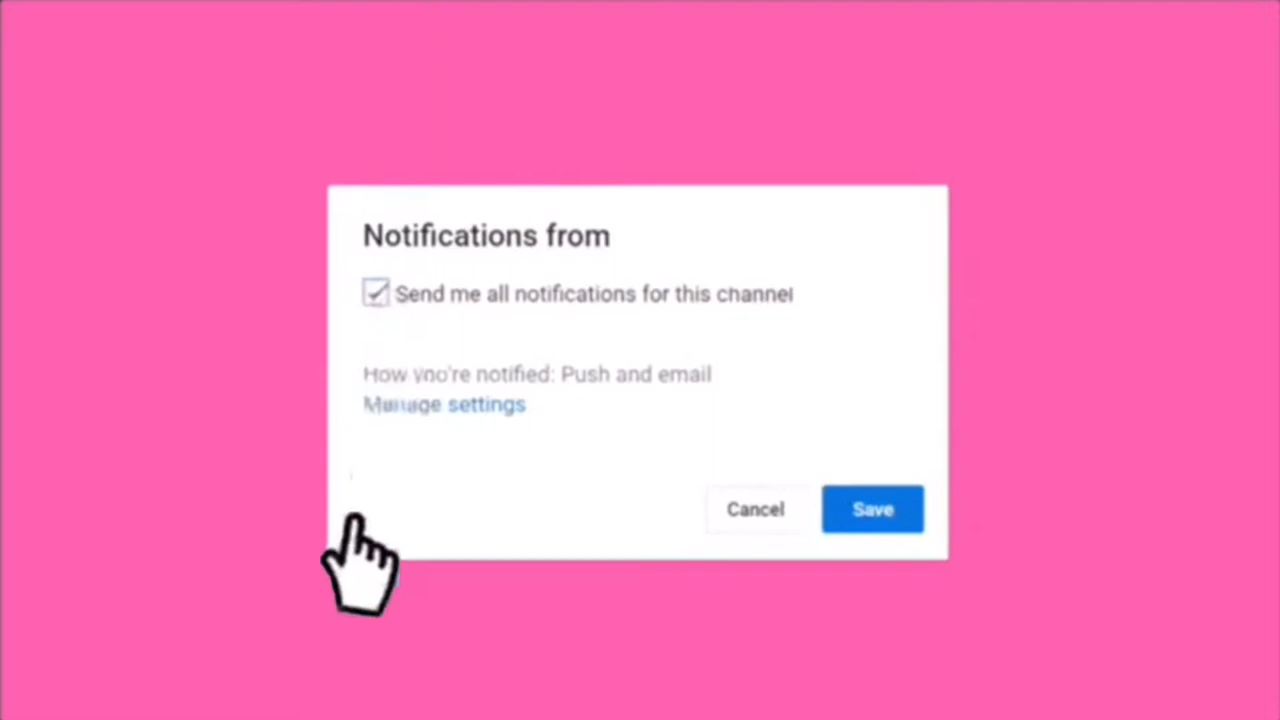 Notifications from
Send me all notifications for this channel
How you're notified: Push and email
Manage settings
Cancel
Save